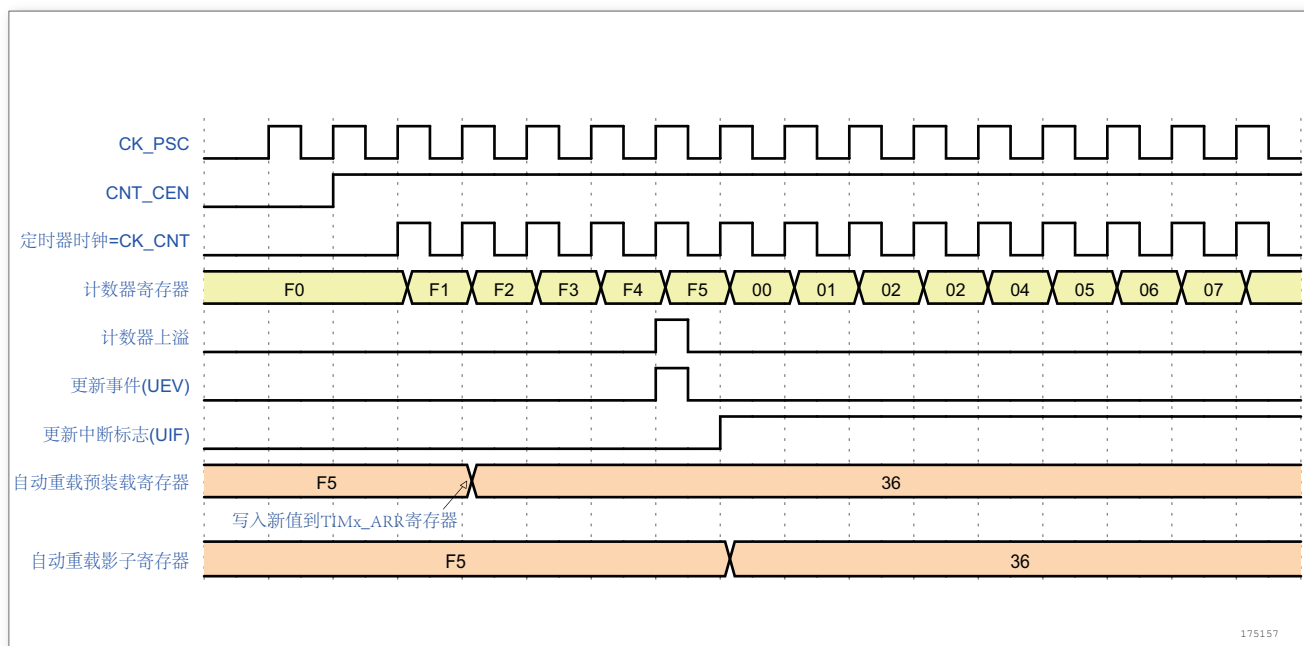 CK_PSC
CNT_CEN
定时器时钟=CK_CNT
计数器寄存器 F0 F1 F2 F3 F4 F5 00 01 02 02 04 05 06 07
计数器上溢
更新事件(UEV)
更新中断标志(UIF)
自动重载预装载寄存器 F5 36
写入新值到TIMx_ARR寄存器
自动重载影子寄存器 F5 36
175157